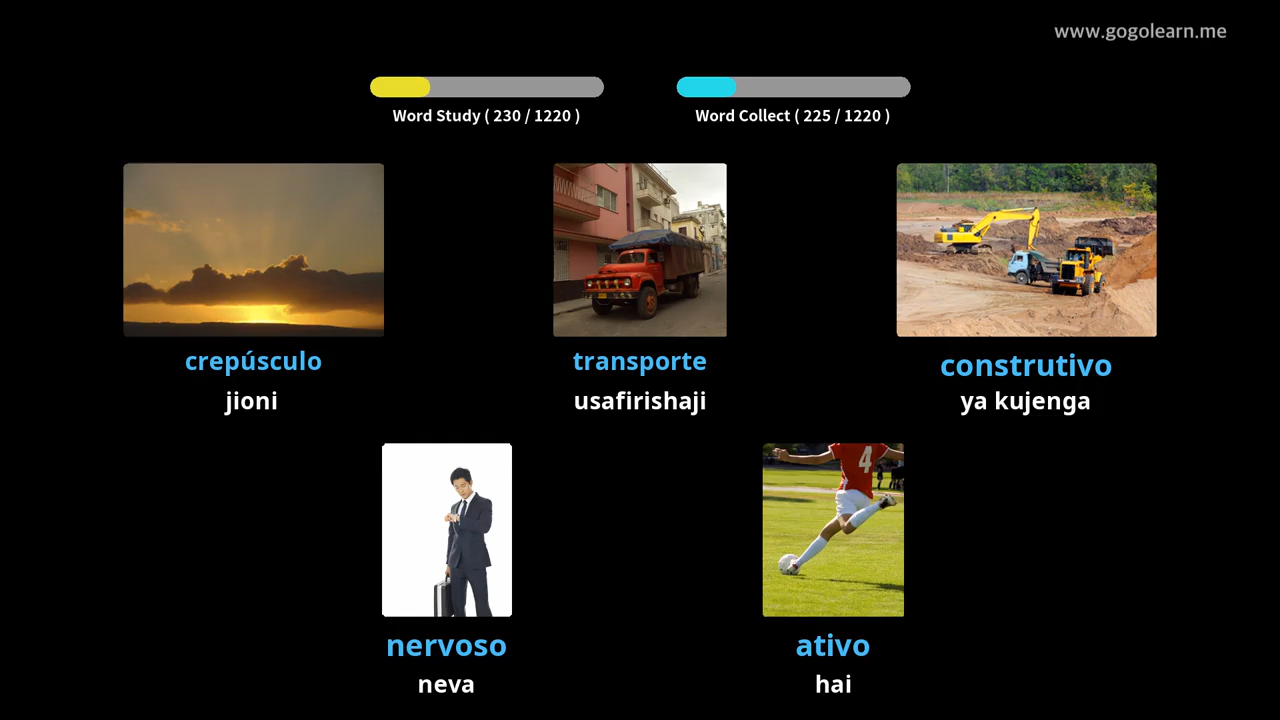 www.gogolearn.me
Word Study ( 230 / 1220 )
Word Collect ( 225 / 1220 )
crepúsculo
jioni
transporte
usafirishaji
construtivo
ya kujenga
4
nervoso
neva
ativo
hai